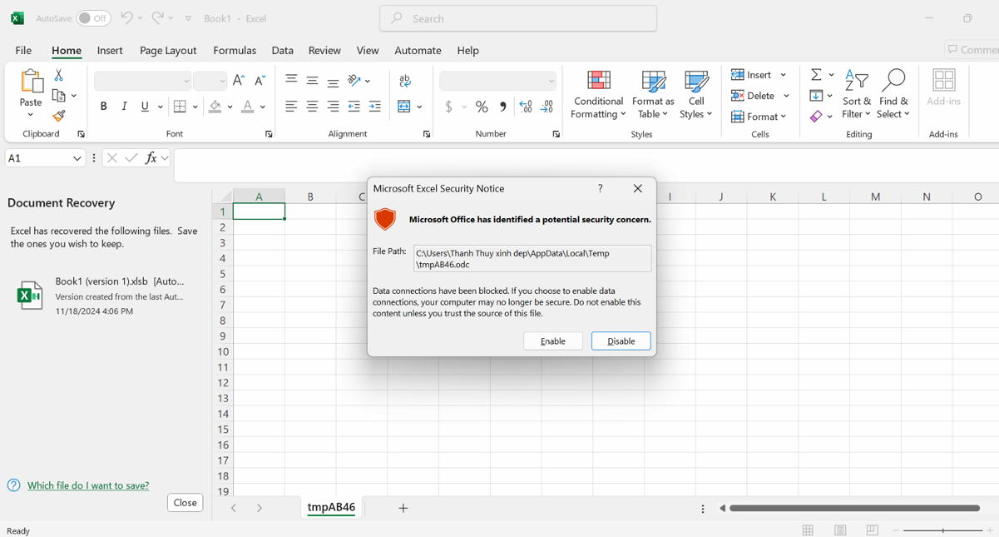 AutoSave Off Book1 - Excel Search
File Home Insert Page Layout Formulas Data Review View Automate Help
Paste
Clipboard
B I U
Font
Alignment
$ % 9
Number
Conditional Formatting
Format as Table
Cell Styles
Styles
Insert
Delete
Format
Cells
Sort & Filter
Find & Select
Editing
Add-ins
Add-ins
A1
fx
Document Recovery
Excel has recovered the following files. Save
the ones you wish to keep.
Book1 (version 1).xlsb [Auto...
Version created from the last Aut...
11/18/2024 4:06 PM
Which file do I want to save?
Close
A B C I J K L M N O
1
2
3
4
5
6
7
8
9
10
11
12
13
14
15
16
17
18
19
Microsoft Excel Security Notice ?
Microsoft Office has identified a potential security concern.
File Path: C:\Users\Thanh Thuy xinh dep\AppData\Local\Temp
\tmpAB46.odc
Data connections have been blocked. If you choose to enable data
connections, your computer may no longer be secure. Do not enable this
content unless you trust the source of this file.
Enable Disable
tmpAB46
Ready